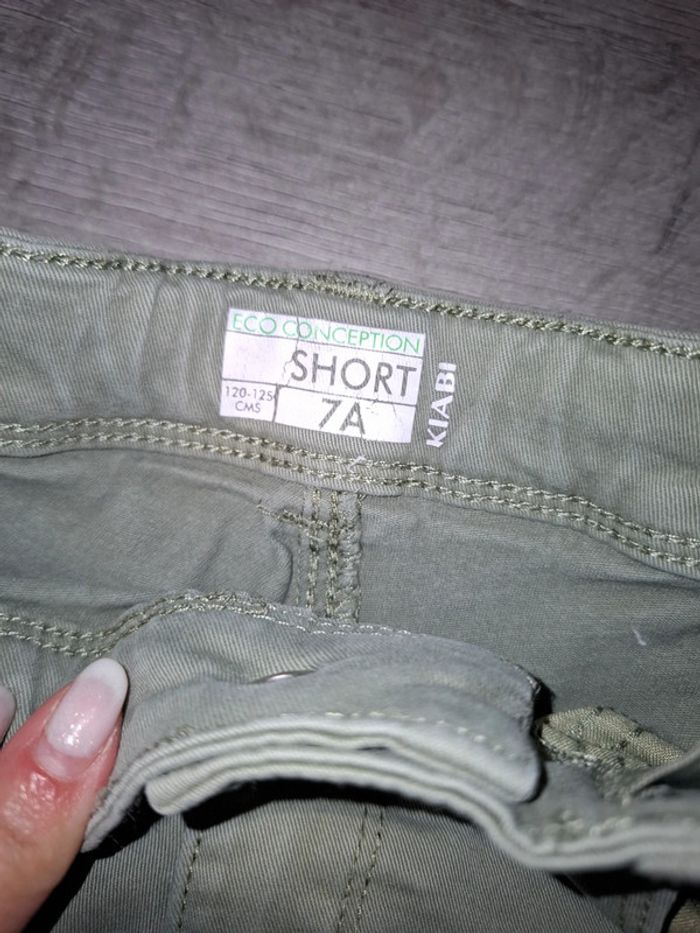 ECO CONCEPTION
SHORT
120-125
CMS
7A
KIABI